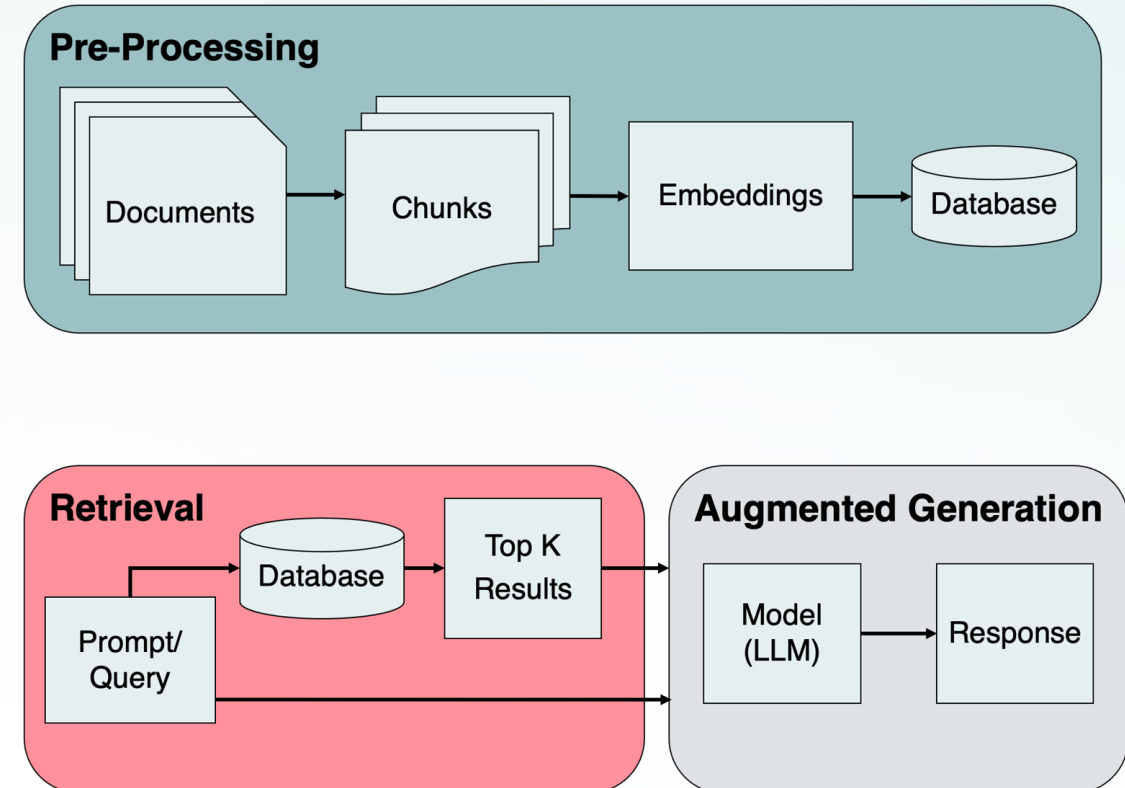 Pre-Processing
Documents
Chunks
Embeddings
Database
Retrieval
Prompt/
Query
Database
Top K
Results
Augmented Generation
Model
(LLM)
Response